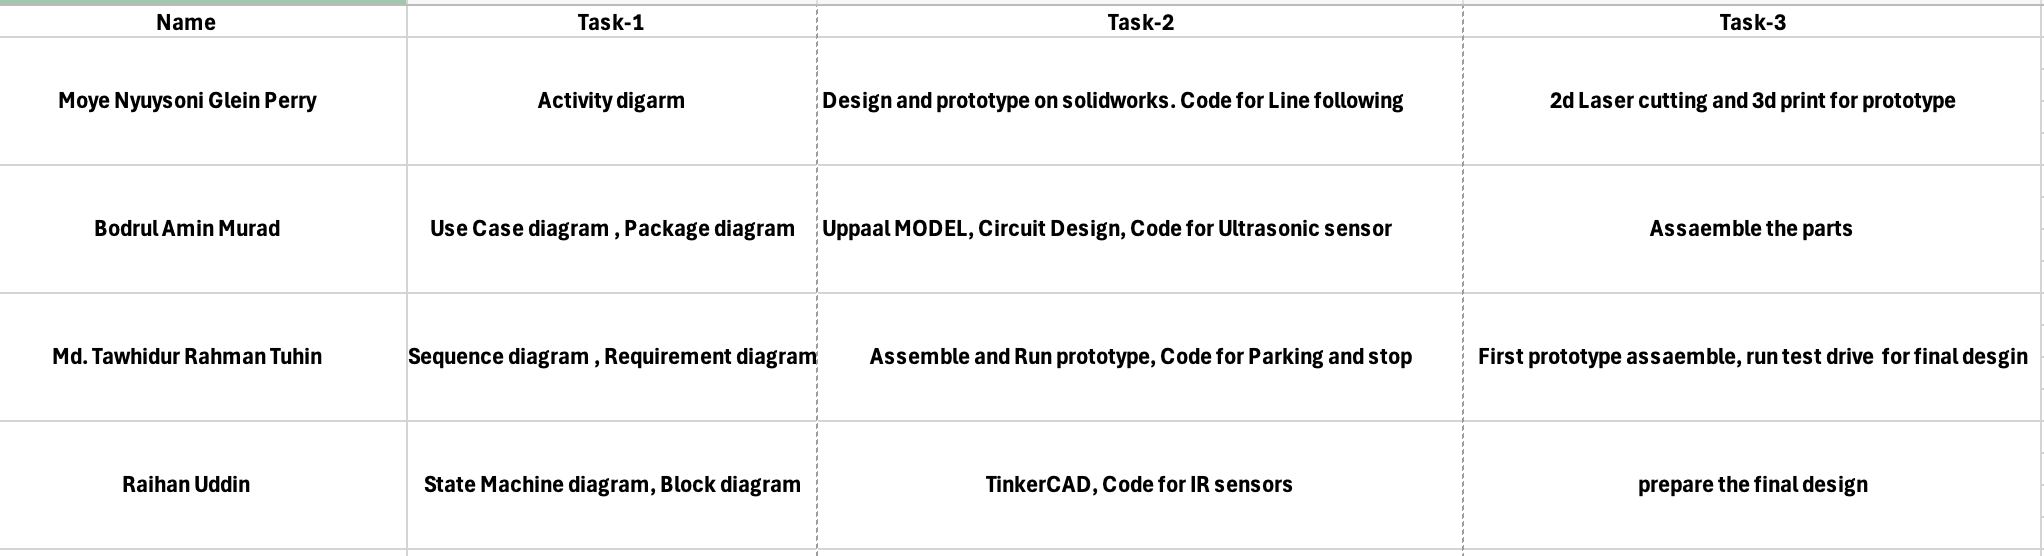 Name Task-1 Task-2 Task-3
Moye Nyuysoni Glein Perry Activity digarm Design and prototype on solidworks. Code for Line following 2d Laser cutting and 3d print for prototype
Bodrul Amin Murad Use Case diagram , Package diagram Uppaal MODEL, Circuit Design, Code for Ultrasonic sensor Assaemble the parts
Md. Tawhidur Rahman Tuhin Sequence diagram , Requirement diagram Assemble and Run prototype, Code for Parking and stop First prototype assaemble, run test drive  for final desgin
Raihan Uddin State Machine diagram, Block diagram TinkerCAD, Code for IR sensors prepare the final design